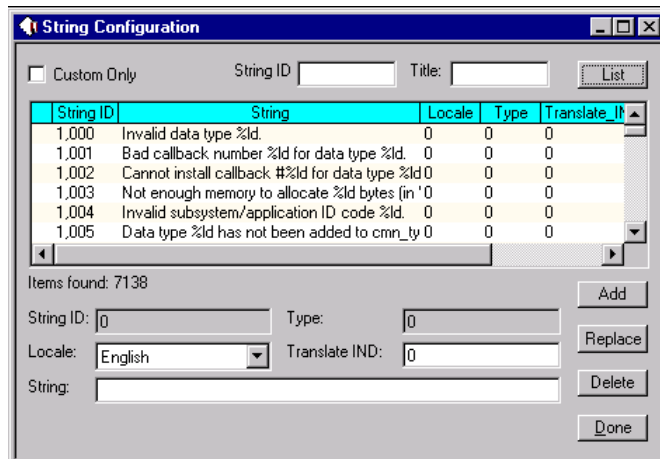 String Configuration
Custom Only String ID Title: List
String ID String Locale Type Translate_IN
1,000 Invalid data type %ld. 0 0 0
1,001 Bad callback number %ld for data type %ld. 0 0 0
1,002 Cannot install callback #%ld for data type %ld 0 0 0
1,003 Not enough memory to allocate %ld bytes (in ' 0 0 0
1,004 Invalid subsystem/application ID code %ld. 0 0 0
1,005 Data type %ld has not been added to cmn_ty 0 0 0
Items found: 7138
Add
String ID: 0 Type: 0
Replace
Locale: English Translate IND: 0
String: Delete
Done